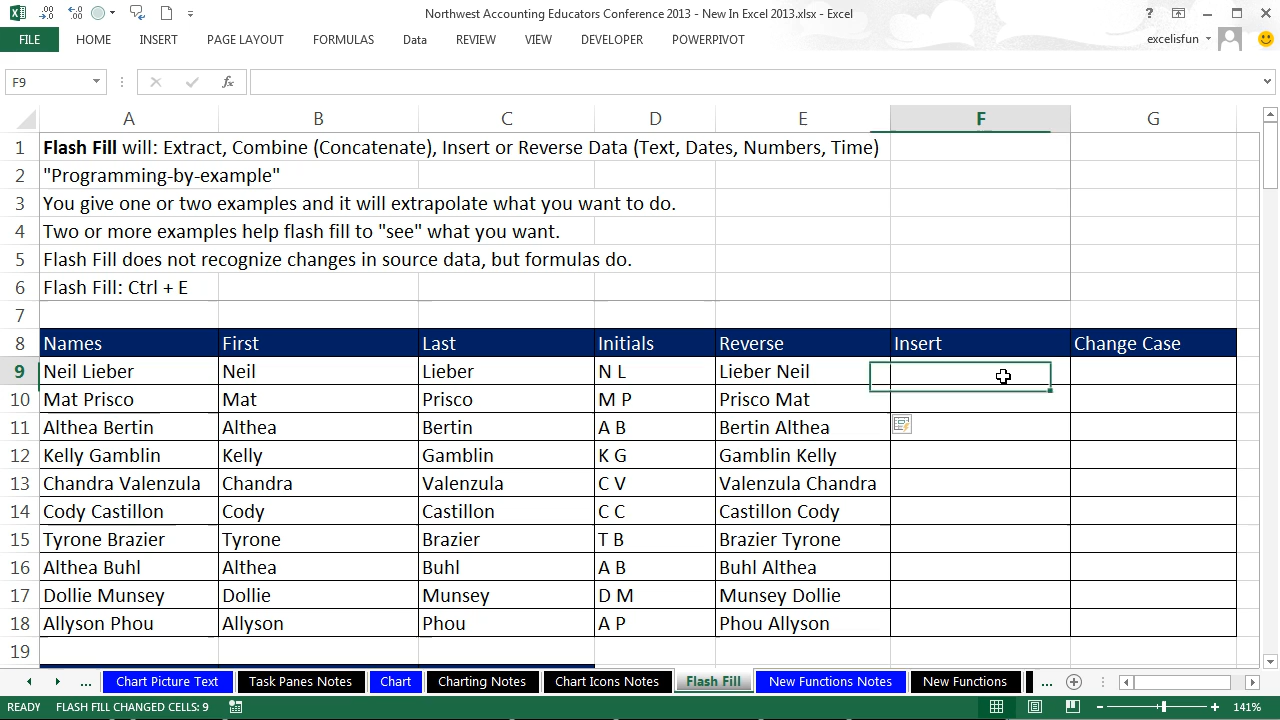 Northwest Accounting Educators Conference 2013 - New In Excel 2013.xlsx - Excel
FILE HOME INSERT PAGE LAYOUT FORMULAS Data REVIEW VIEW DEVELOPER POWERPIVOT excelisfun
F9 fx
A B C D E F G
1 Flash Fill will: Extract, Combine (Concatenate), Insert or Reverse Data (Text, Dates, Numbers, Time)
2 "Programming-by-example"
3 You give one or two examples and it will extrapolate what you want to do.
4 Two or more examples help flash fill to "see" what you want.
5 Flash Fill does not recognize changes in source data, but formulas do.
6 Flash Fill: Ctrl + E
7
8 Names First Last Initials Reverse Insert Change Case
9 Neil Lieber Neil Lieber N L Lieber Neil
10 Mat Prisco Mat Prisco M P Prisco Mat
11 Althea Bertin Althea Bertin A B Bertin Althea
12 Kelly Gamblin Kelly Gamblin K G Gamblin Kelly
13 Chandra Valenzula Chandra Valenzula C V Valenzula Chandra
14 Cody Castillon Cody Castillon C C Castillon Cody
15 Tyrone Brazier Tyrone Brazier T B Brazier Tyrone
16 Althea Buhl Althea Buhl A B Buhl Althea
17 Dollie Munsey Dollie Munsey D M Munsey Dollie
18 Allyson Phou Allyson Phou A P Phou Allyson
19
... Chart Picture Text Task Panes Notes Chart Charting Notes Chart Icons Notes Flash Fill New Functions Notes New Functions ...
READY FLASH FILL CHANGED CELLS: 9 141%